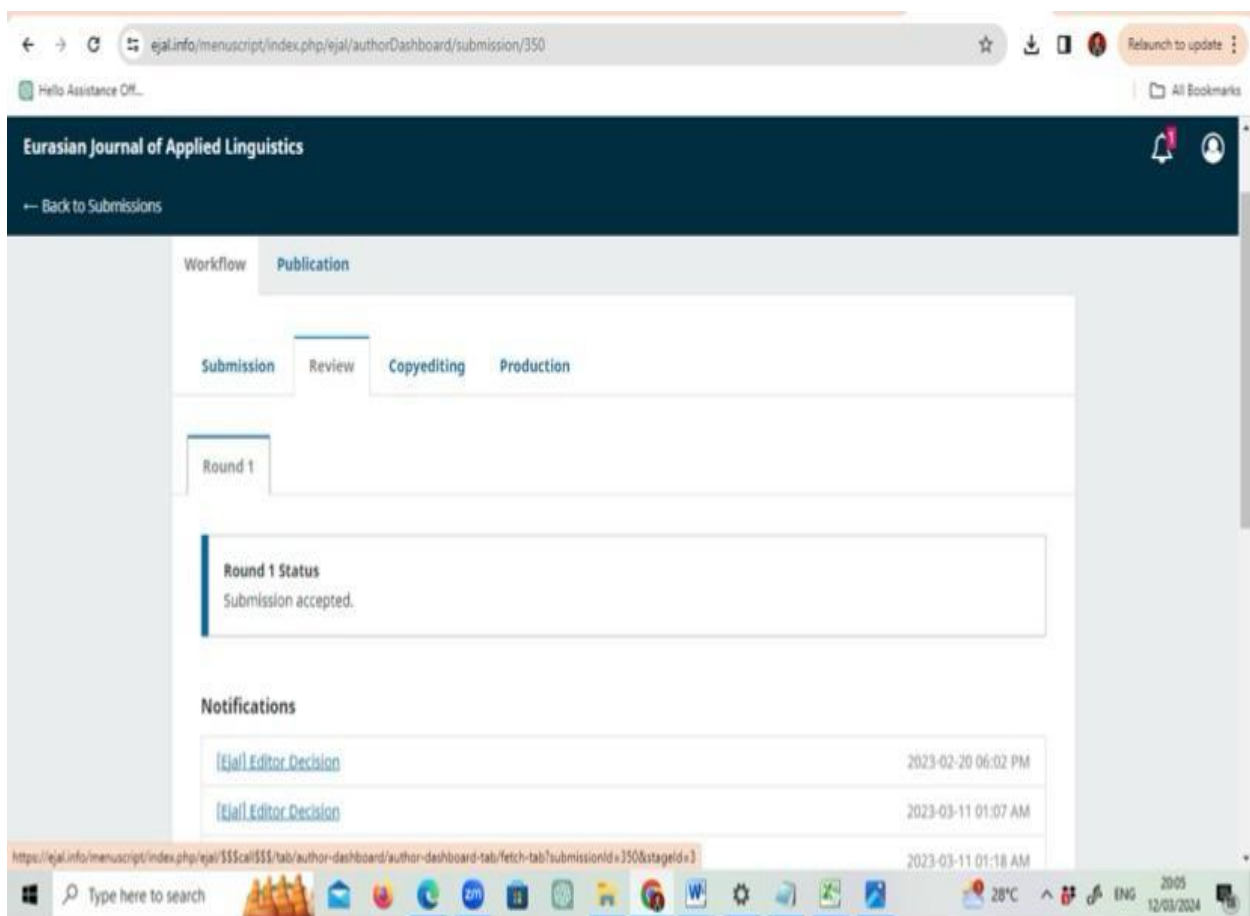 ejal.info/menuscript/index.php/ejal/authorDashboard/submission/350
Relaunch to update
Hello Assistance Off...
All Bookmarks
Eurasian Journal of Applied Linguistics
1
← Back to Submissions
Workflow Publication
Submission Review Copyediting Production
Round 1
Round 1 Status
Submission accepted.
Notifications
[Ejal] Editor Decision 2023-02-20 06:02 PM
[Ejal] Editor Decision 2023-03-11 01:07 AM
2023-03-11 01:18 AM
https://ejal.info/menuscript/index.php/ejal/$$$call$$$/tab/author-dashboard/author-dashboard-tab/fetch-tab?submissionId=350&stageId=3
Type here to search zm W 28°C ENG 20:05
12/03/2024